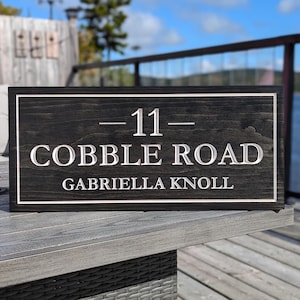 — 11 —
COBBLE ROAD
GABRIELLA KNOLL